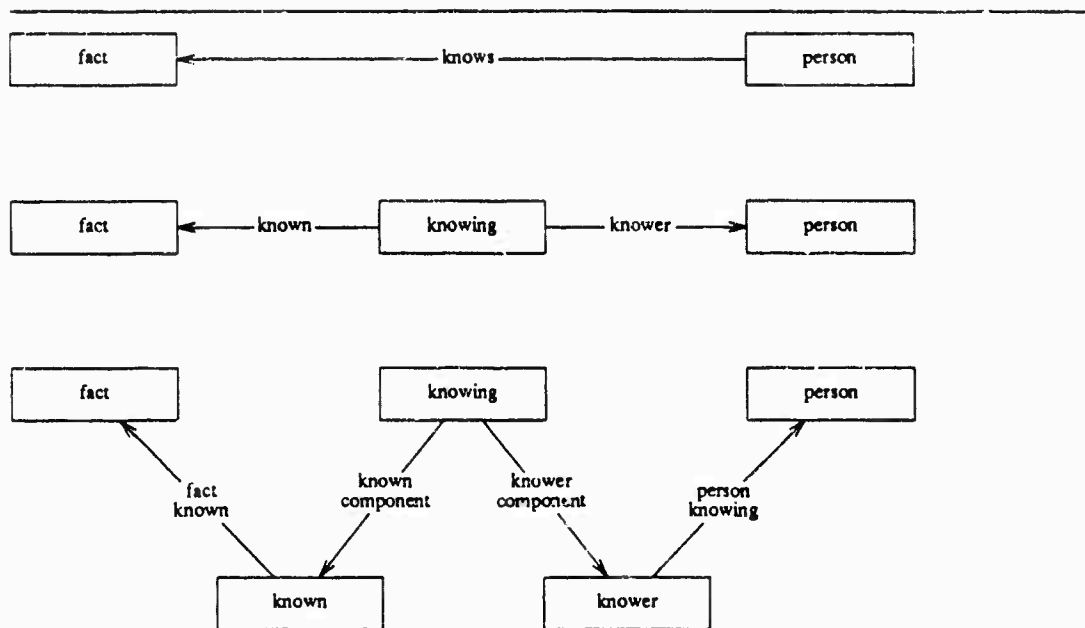 fact
knows
person
fact
known
knowing
knower
person
fact
knowing
person
fact
known
known
component
knower
component
person
knowing
known
knower